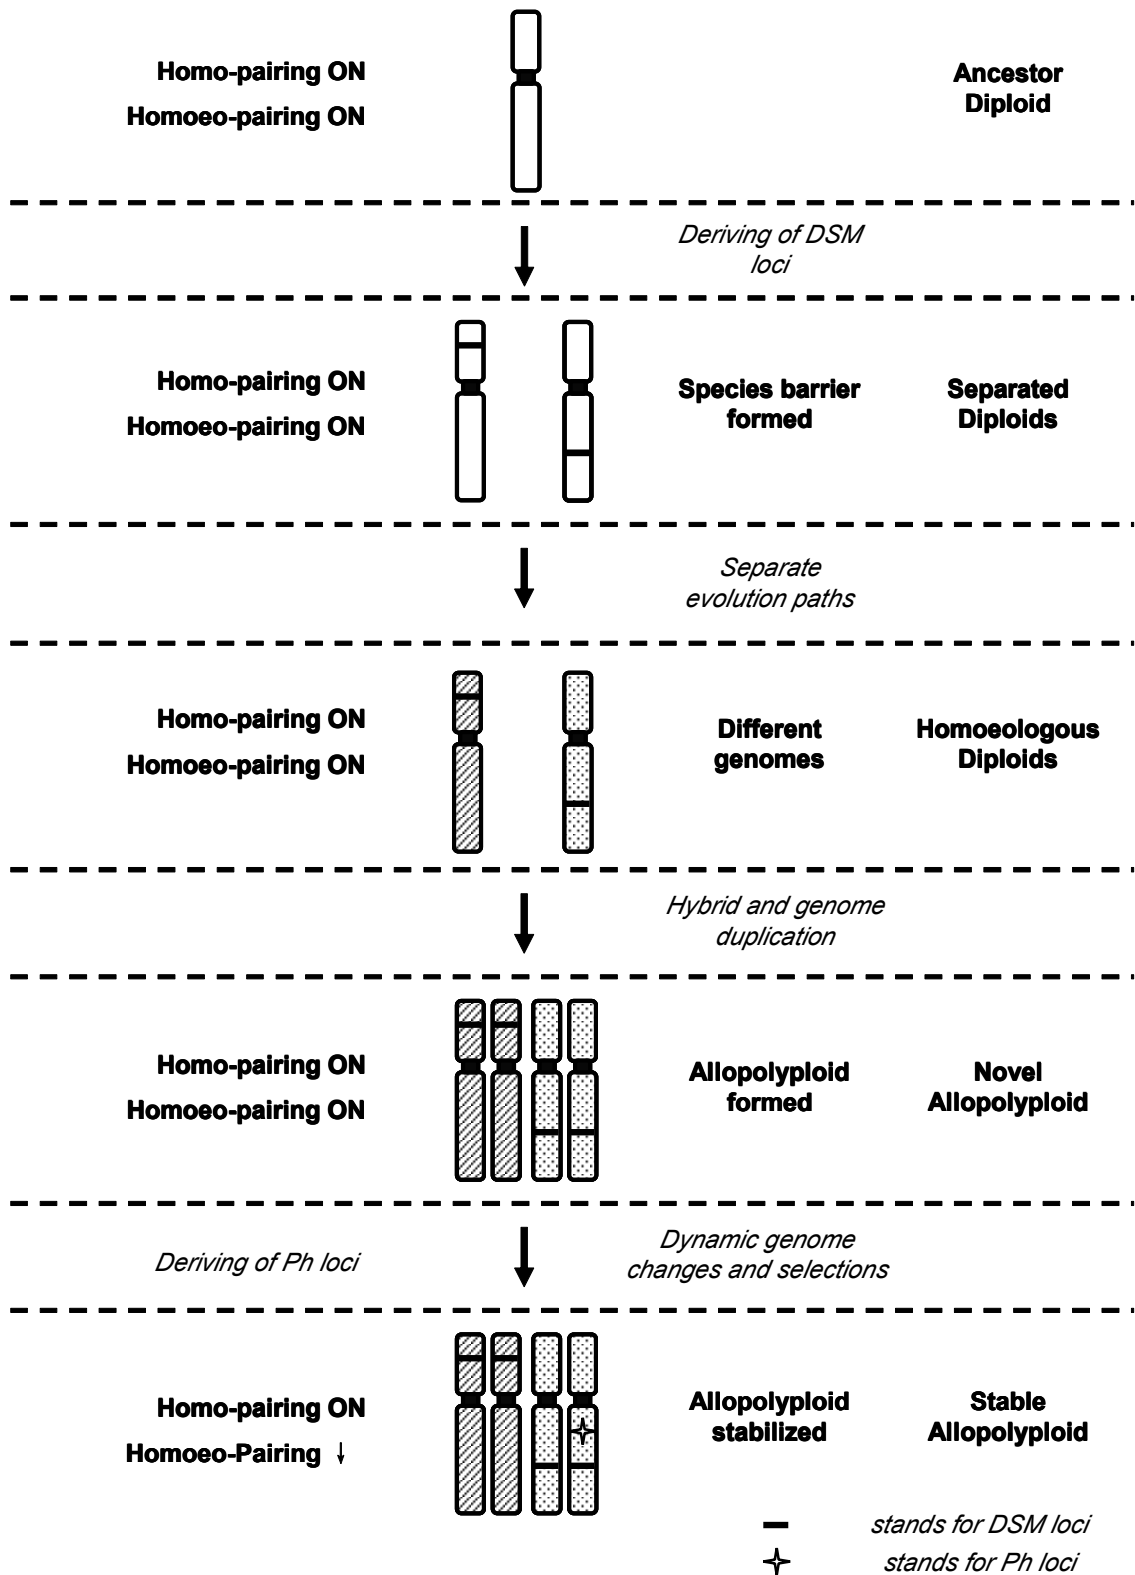 Homo-pairing ON
Homoeo-pairing ON
Ancestor
Diploid
Deriving of DSM
loci
Homo-pairing ON
Homoeo-pairing ON
Species barrier
formed
Separated
Diploids
Separate
evolution paths
Homo-pairing ON
Homoeo-pairing ON
Different
genomes
Homoeologous
Diploids
Hybrid and genome
duplication
Homo-pairing ON
Homoeo-pairing ON
Allopolyploid
formed
Novel
Allopolyploid
Deriving of Ph loci
Dynamic genome
changes and selections
Homo-pairing ON
Homoeo-Pairing ↓
Allopolyploid
stabilized
Stable
Allopolyploid
stands for DSM loci
stands for Ph loci